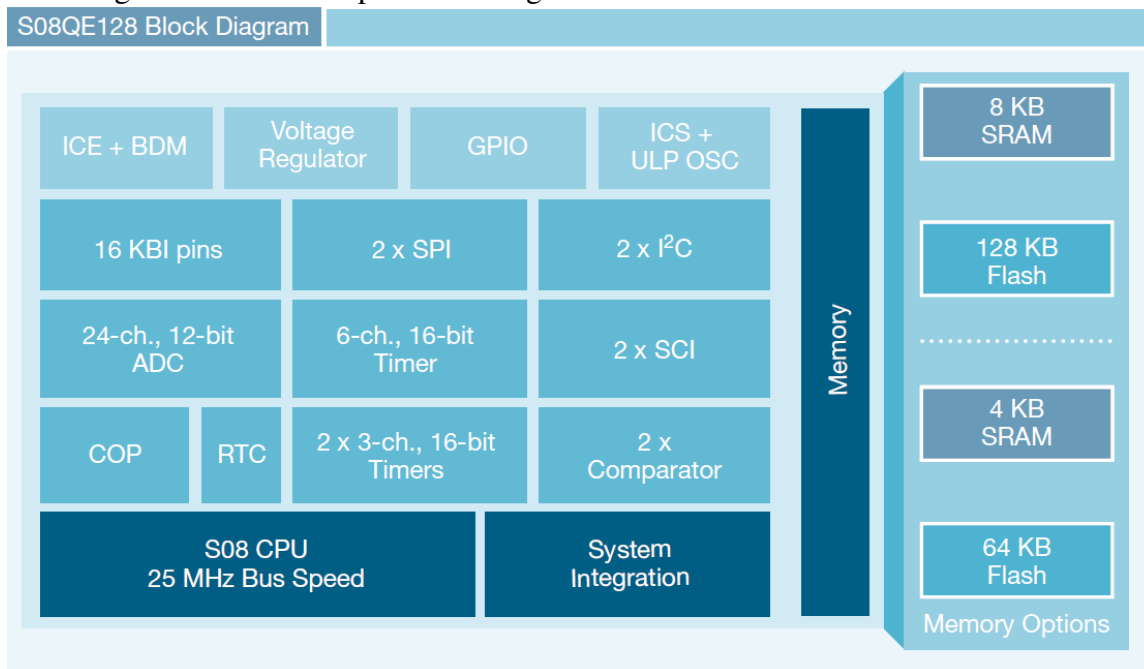 S08QE128 Block Diagram
ICE + BDM
Voltage
Regulator
GPIO
ICS +
ULP OSC
16 KBI pins
2 x SPI
2 x I²C
24-ch., 12-bit
ADC
6-ch., 16-bit
Timer
2 x SCI
COP
RTC
2 x 3-ch., 16-bit
Timers
2 x
Comparator
S08 CPU
25 MHz Bus Speed
System
Integration
Memory
8 KB
SRAM
128 KB
Flash
4 KB
SRAM
64 KB
Flash
Memory Options